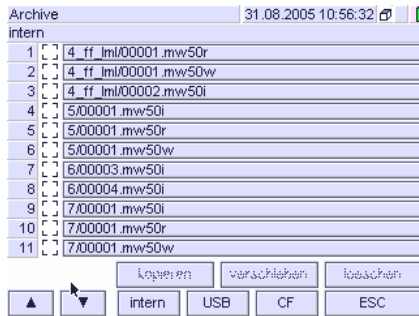 Archive 31.08.2005 10:56:32
intern
1 4_ff_lml/00001.mw50r
2 4_ff_lml/00001.mw50w
3 4_ff_lml/00002.mw50i
4 5/00001.mw50i
5 5/00001.mw50r
6 5/00001.mw50w
7 6/00003.mw50i
8 6/00004.mw50i
9 7/00001.mw50i
10 7/00001.mw50r
11 7/00001.mw50w
kopieren verschieben loeschen
intern USB CF ESC